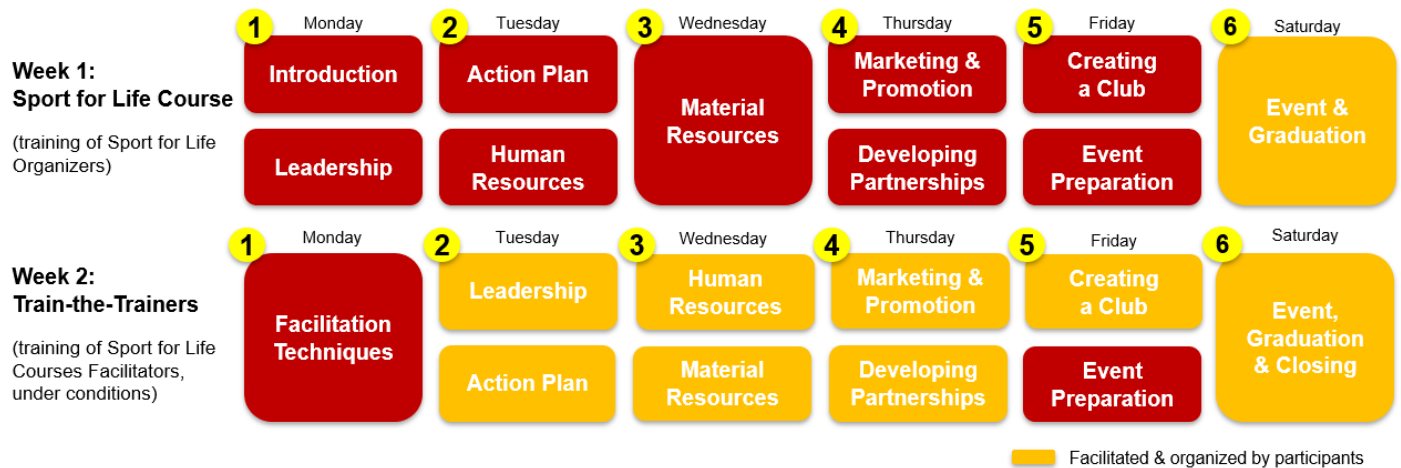 1
Monday
2
Tuesday
3
Wednesday
4
Thursday
5
Friday
6
Saturday
Week 1:
Sport for Life Course
(training of Sport for Life
Organizers)
Introduction
Action Plan
Material
Resources
Marketing &
Promotion
Creating
a Club
Event &
Graduation
Leadership
Human
Resources
Developing
Partnerships
Event
Preparation
1
Monday
2
Tuesday
3
Wednesday
4
Thursday
5
Friday
6
Saturday
Week 2:
Train-the-Trainers
(training of Sport for Life
Courses Facilitators,
under conditions)
Facilitation
Techniques
Leadership
Human
Resources
Marketing &
Promotion
Creating
a Club
Event,
Graduation
& Closing
Action Plan
Material
Resources
Developing
Partnerships
Event
Preparation
Facilitated & organized by participants